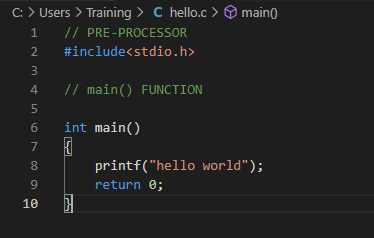 C: > Users > Training > C hello.c > main()
1 // PRE-PROCESSOR
2 #include<stdio.h>
3
4 // main() FUNCTION
5
6 int main()
7 {
8 printf("hello world");
9 return 0;
10 }